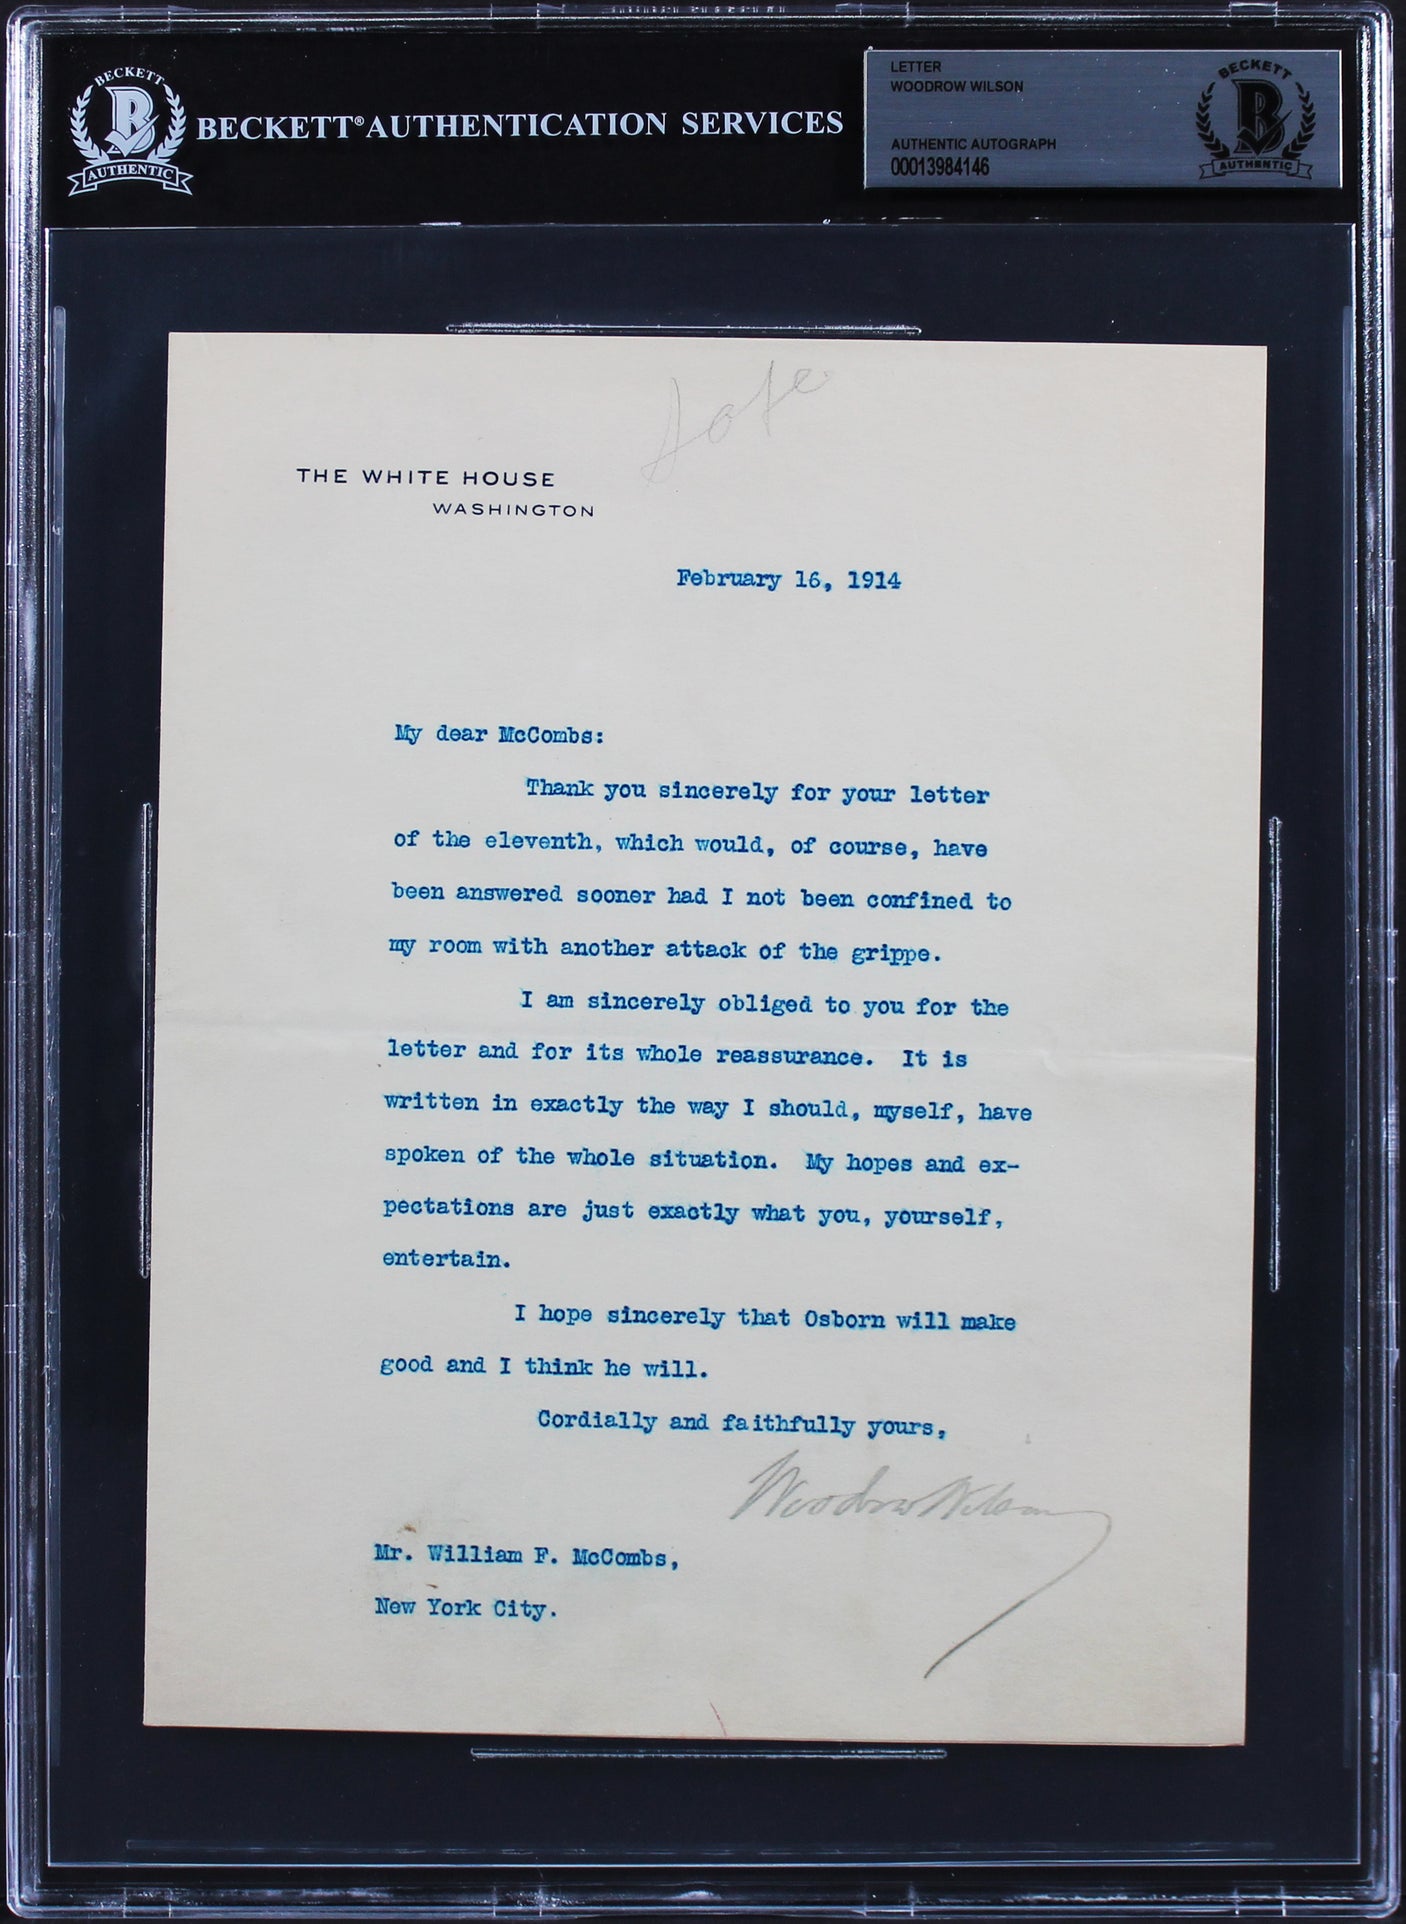 BECKETT
B
AUTHENTIC
BECKETT® AUTHENTICATION SERVICES
LETTER
WOODROW WILSON
AUTHENTIC AUTOGRAPH
00013984146
BECKETT
B
AUTHENTIC
Safe
THE WHITE HOUSE
WASHINGTON
February 16, 1914
My dear McCombs:
Thank you sincerely for your letter
of the eleventh, which would, of course, have
been answered sooner had I not been confined to
my room with another attack of the grippe.
I am sincerely obliged to you for the
letter and for its whole reassurance. It is
written in exactly the way I should, myself, have
spoken of the whole situation. My hopes and ex-
pectations are just exactly what you, yourself,
entertain.
I hope sincerely that Osborn will make
good and I think he will.
Cordially and faithfully yours,
Woodrow Wilson
Mr. William F. McCombs,
New York City.